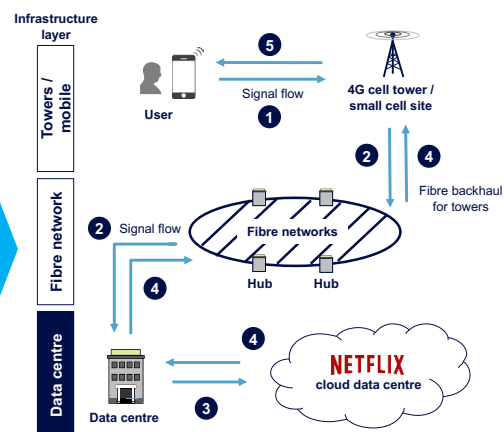 Infrastructure
layer
Towers /
mobile
5
User
Signal flow
1
4G cell tower /
small cell site
2
4
Fibre backhaul
for towers
Fibre network
2
Signal flow
Fibre networks
4
Hub
Hub
Data centre
4
NETFLIX
cloud data centre
3
Data centre